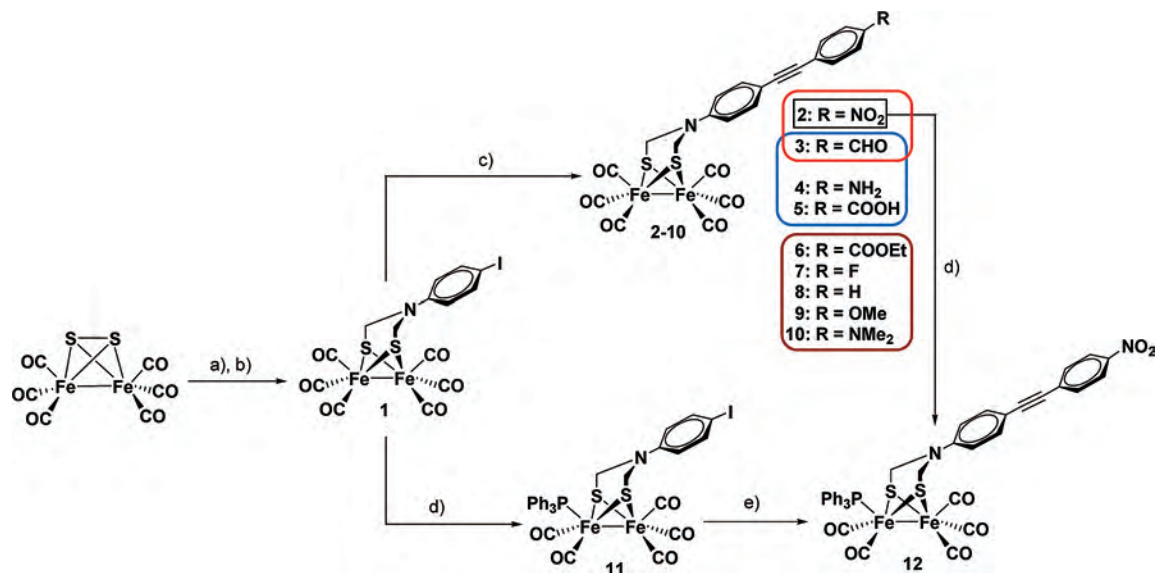 R
N
c)
2: R = NO2
3: R = CHO
S S
CO CO
OC Fe Fe CO
OC CO
2-10
4: R = NH2
5: R = COOH
6: R = COOEt
7: R = F
8: R = H
9: R = OMe
10: R = NMe2
d)
I
N
S S
OC CO
OC Fe Fe CO
OC CO
1
S S
OC CO
OC Fe Fe CO
OC CO
a), b)
NO2
I
N
S S
Ph3P CO
OC Fe Fe CO
OC CO
11
d)
e)
N
S S
Ph3P CO
OC Fe Fe CO
OC CO
12